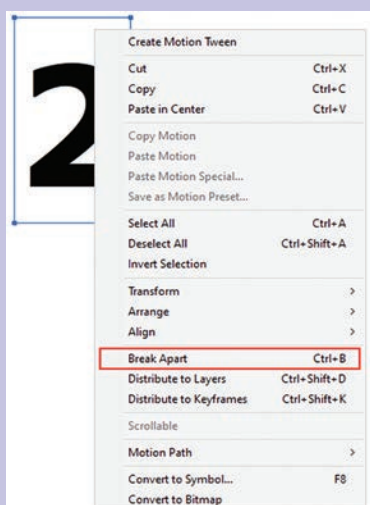 2
Create Motion Tween
Cut Ctrl+X
Copy Ctrl+C
Paste in Center Ctrl+V
Copy Motion
Paste Motion
Paste Motion Special...
Save as Motion Preset...
Select All Ctrl+A
Deselect All Ctrl+Shift+A
Invert Selection
Transform >
Arrange >
Align >
Break Apart Ctrl+B
Distribute to Layers Ctrl+Shift+D
Distribute to Keyframes Ctrl+Shift+K
Scrollable
Motion Path >
Convert to Symbol... F8
Convert to Bitmap